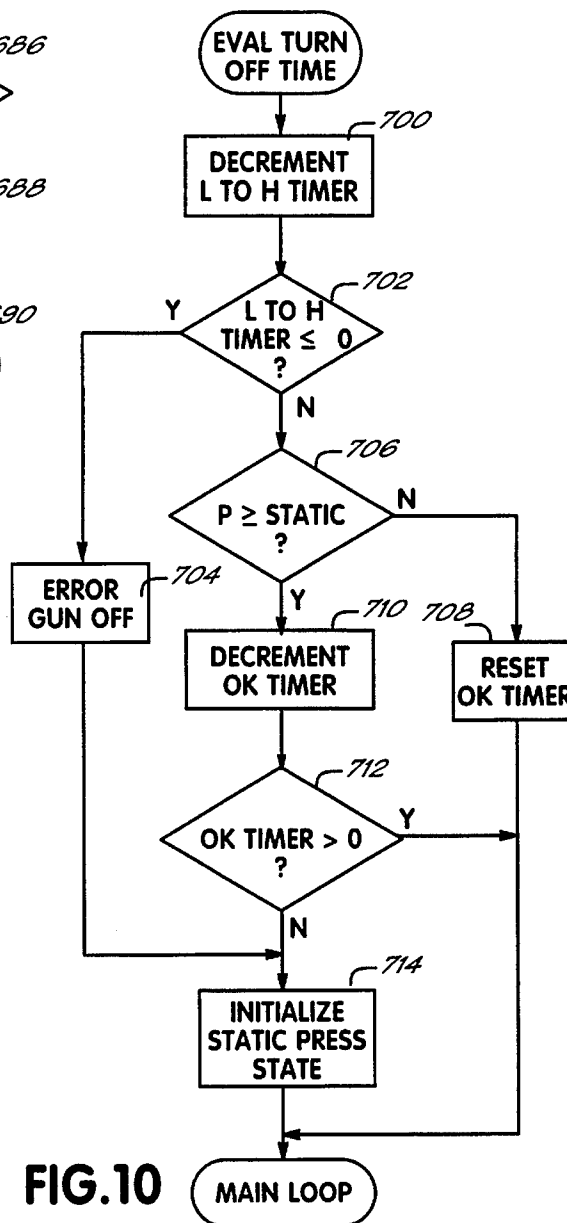 686
EVAL TURN
OFF TIME
700
DECREMENT
L TO H TIMER
688
702
Y
L TO H
TIMER ≤ 0
?
690
N
706
P ≥ STATIC
?
N
704
ERROR
GUN OFF
Y
710
DECREMENT
OK TIMER
708
RESET
OK TIMER
712
OK TIMER > 0
?
Y
N
714
INITIALIZE
STATIC PRESS
STATE
FIG.10
MAIN LOOP